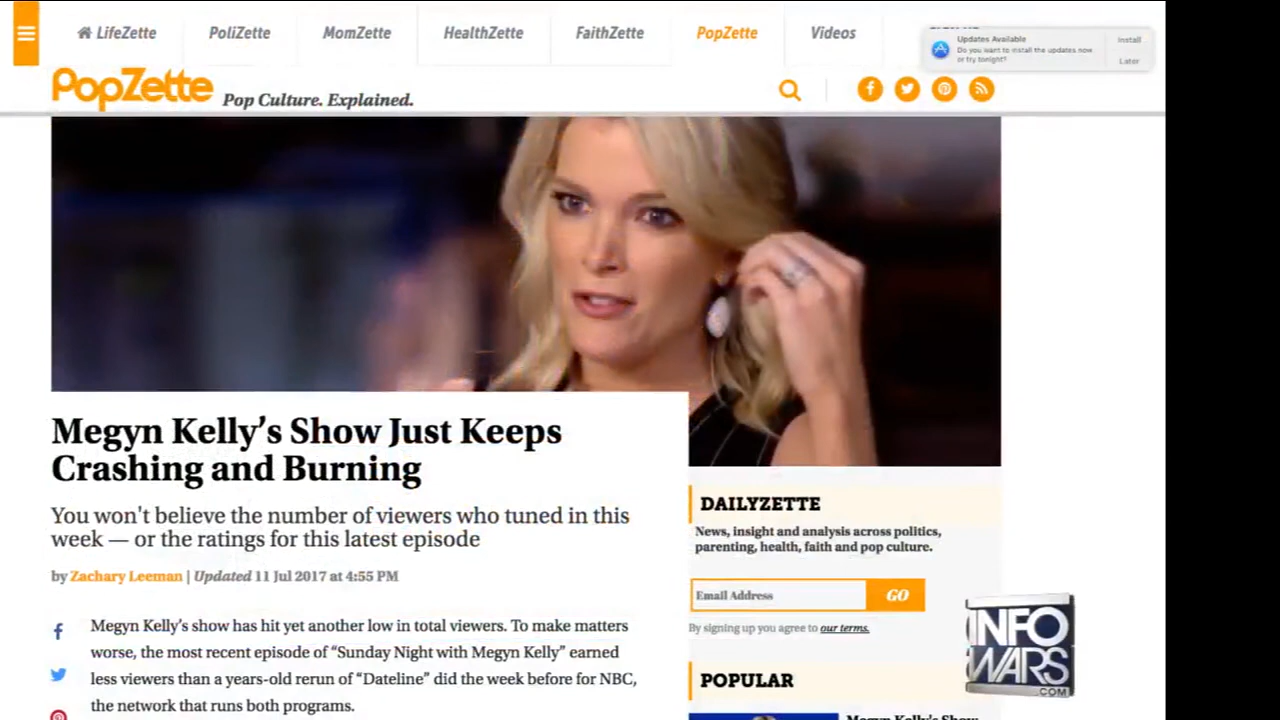 LifeZette
PoliZette
MomZette
HealthZette
FaithZette
PopZette
Videos
Updates Available
Do you want to install the updates now
or try tonight?
Install
Later
PopZette
Pop Culture. Explained.
Megyn Kelly's Show Just Keeps
Crashing and Burning
You won't believe the number of viewers who tuned in this
week — or the ratings for this latest episode
by Zachary Leeman | Updated 11 Jul 2017 at 4:55 PM
Megyn Kelly's show has hit yet another low in total viewers. To make matters
worse, the most recent episode of “Sunday Night with Megyn Kelly” earned
less viewers than a years-old rerun of “Dateline” did the week before for NBC,
the network that runs both programs.
DAILYZETTE
News, insight and analysis across politics,
parenting, health, faith and pop culture.
Email Address
GO
By signing up you agree to our terms.
POPULAR
Megyn Kelly's Show
INFO
WARS
.COM